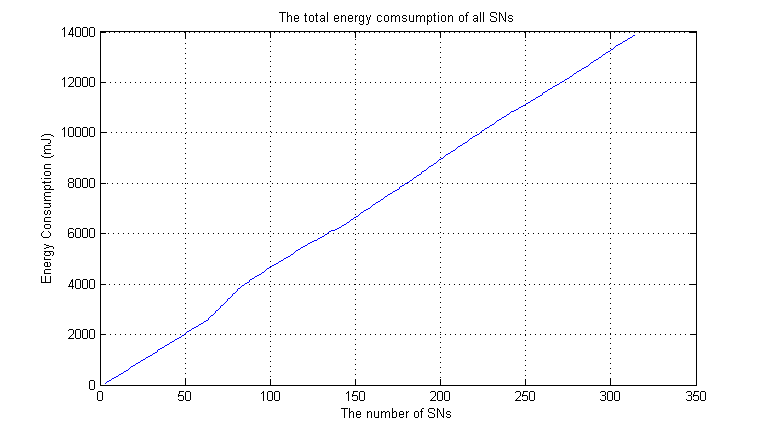 The total energy comsumption of all SNs
14000
12000
10000
8000
6000
4000
2000
0
Energy Consumption (mJ)
0 50 100 150 200 250 300 350
The number of SNs